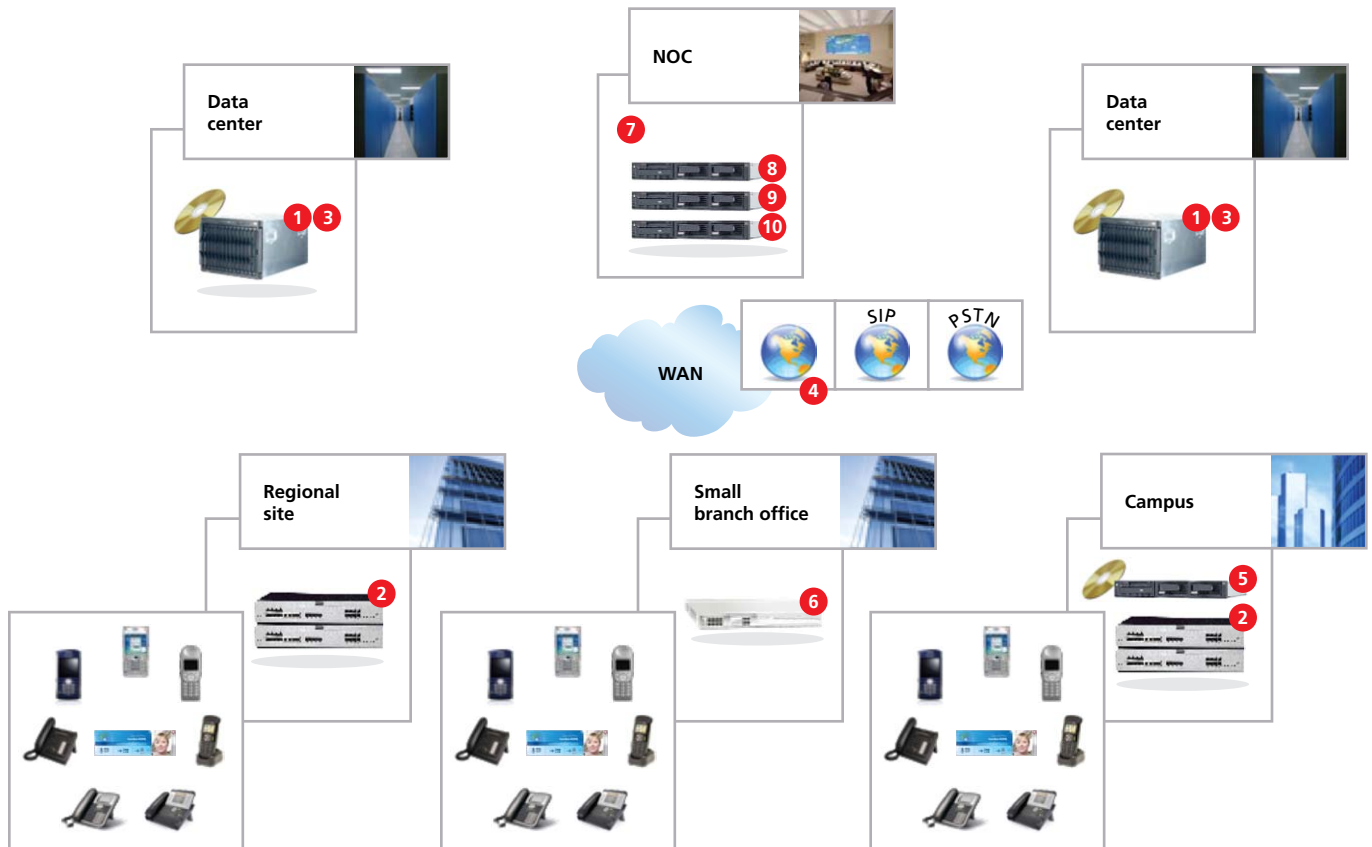 NOC
Data
center
Data
center
7
8
1 3
9
1 3
10
SIP
PSTN
WAN
4
Regional
site
Small
branch office
Campus
5
2
6
2